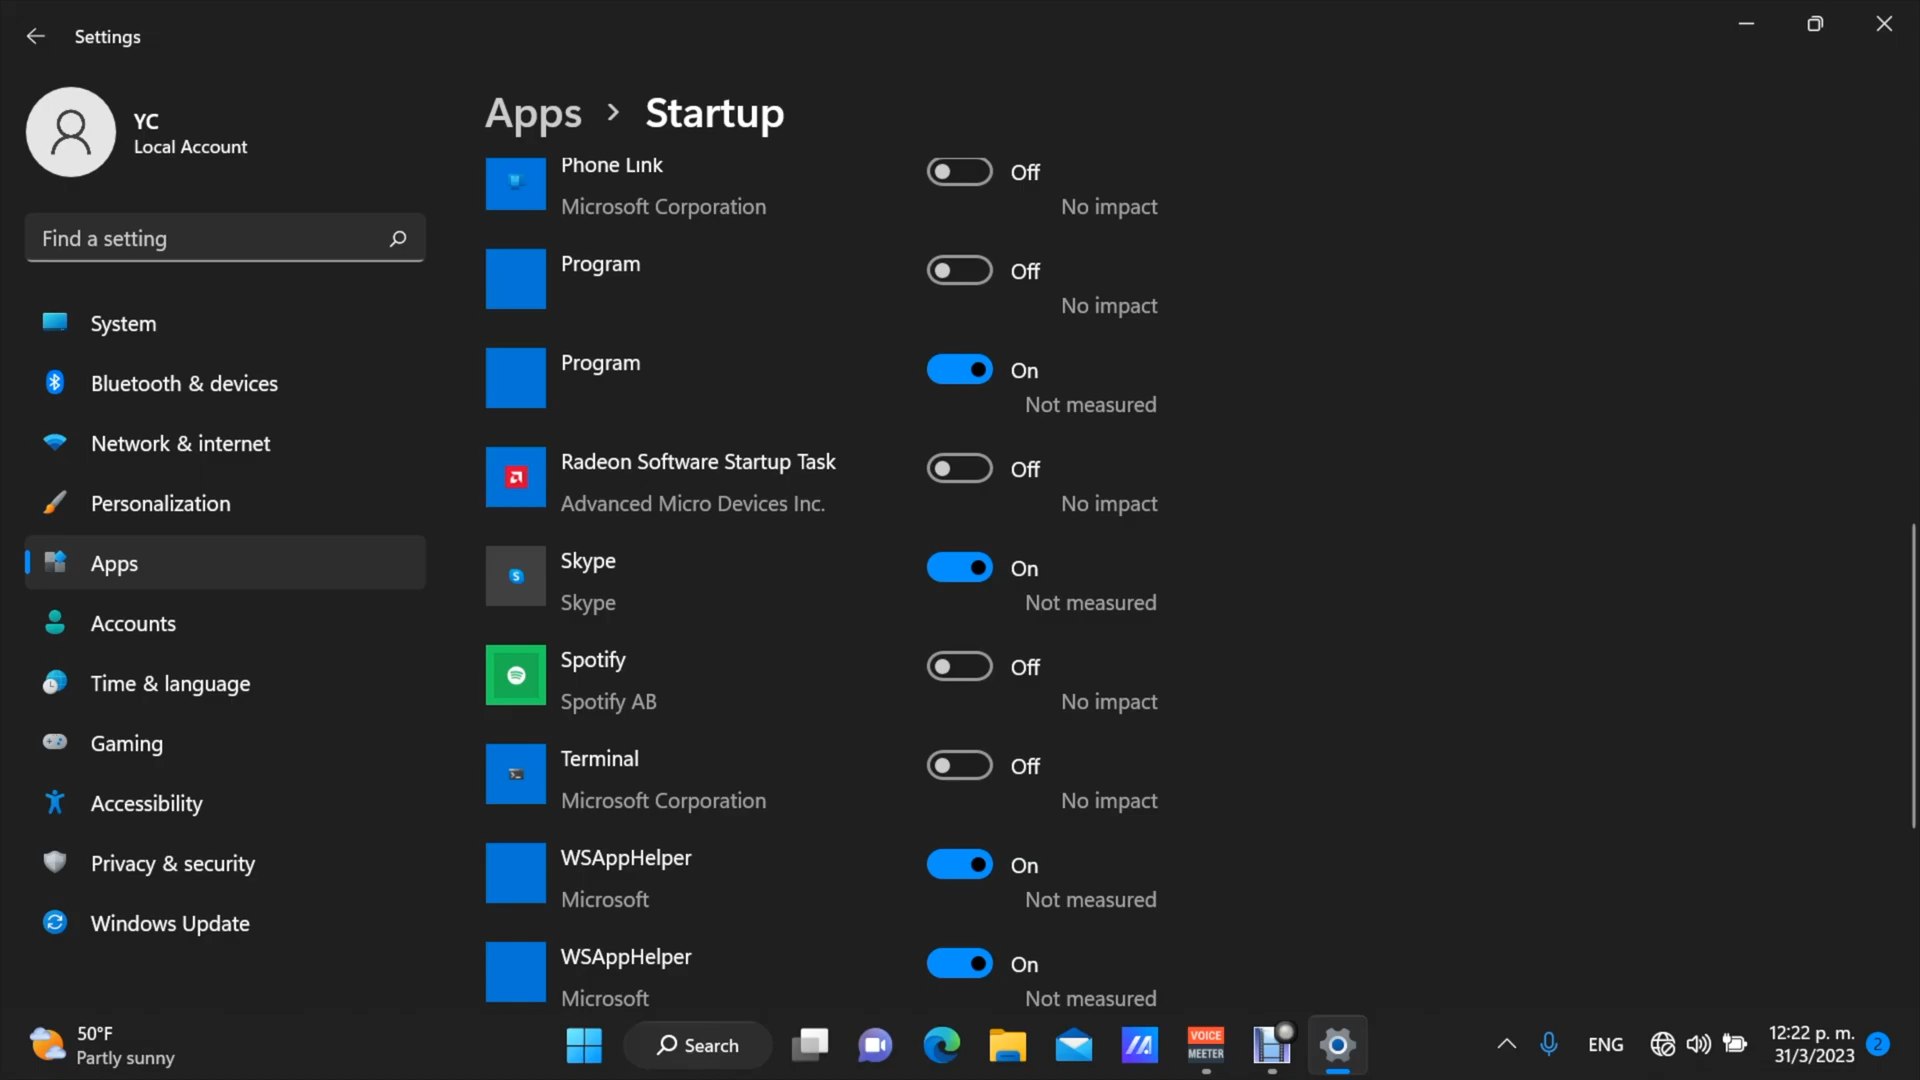 Settings
YC
Local Account
Find a setting
System
Bluetooth & devices
Network & internet
Personalization
Apps
Accounts
Time & language
Gaming
Accessibility
Privacy & security
Windows Update
Apps > Startup
Phone Link
Off
Microsoft Corporation
No impact
Program
Off
No impact
Program
On
Not measured
Radeon Software Startup Task
Off
Advanced Micro Devices Inc.
No impact
Skype
On
Skype
Not measured
Spotify
Off
Spotify AB
No impact
Terminal
Off
Microsoft Corporation
No impact
WSAppHelper
On
Microsoft
Not measured
WSAppHelper
On
Microsoft
Not measured
50°F
Partly sunny
Search
VOICE
MEETER
ENG
12:22 p. m.
31/3/2023
2